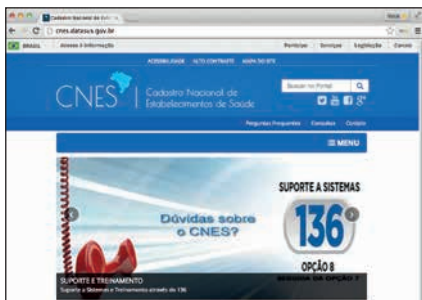 Cadastro Nacional de Es
cnes.datasus.gov.br
BRASIL Acesso à informação Participe Serviços Legislação Canais
ACESSIBILIDADE ALTO CONTRASTE MAPA DO SITE
CNES Cadastro Nacional de
Estabelecimentos de Saúde
Buscar no Portal
Perguntas Frequentes Consultas Contato
MENU
Dúvidas sobre
o CNES?
SUPORTE A SISTEMAS
136
OPÇÃO 8
SUPORTE E TREINAMENTO
Suporte a Sistemas e Treinamento através do 136